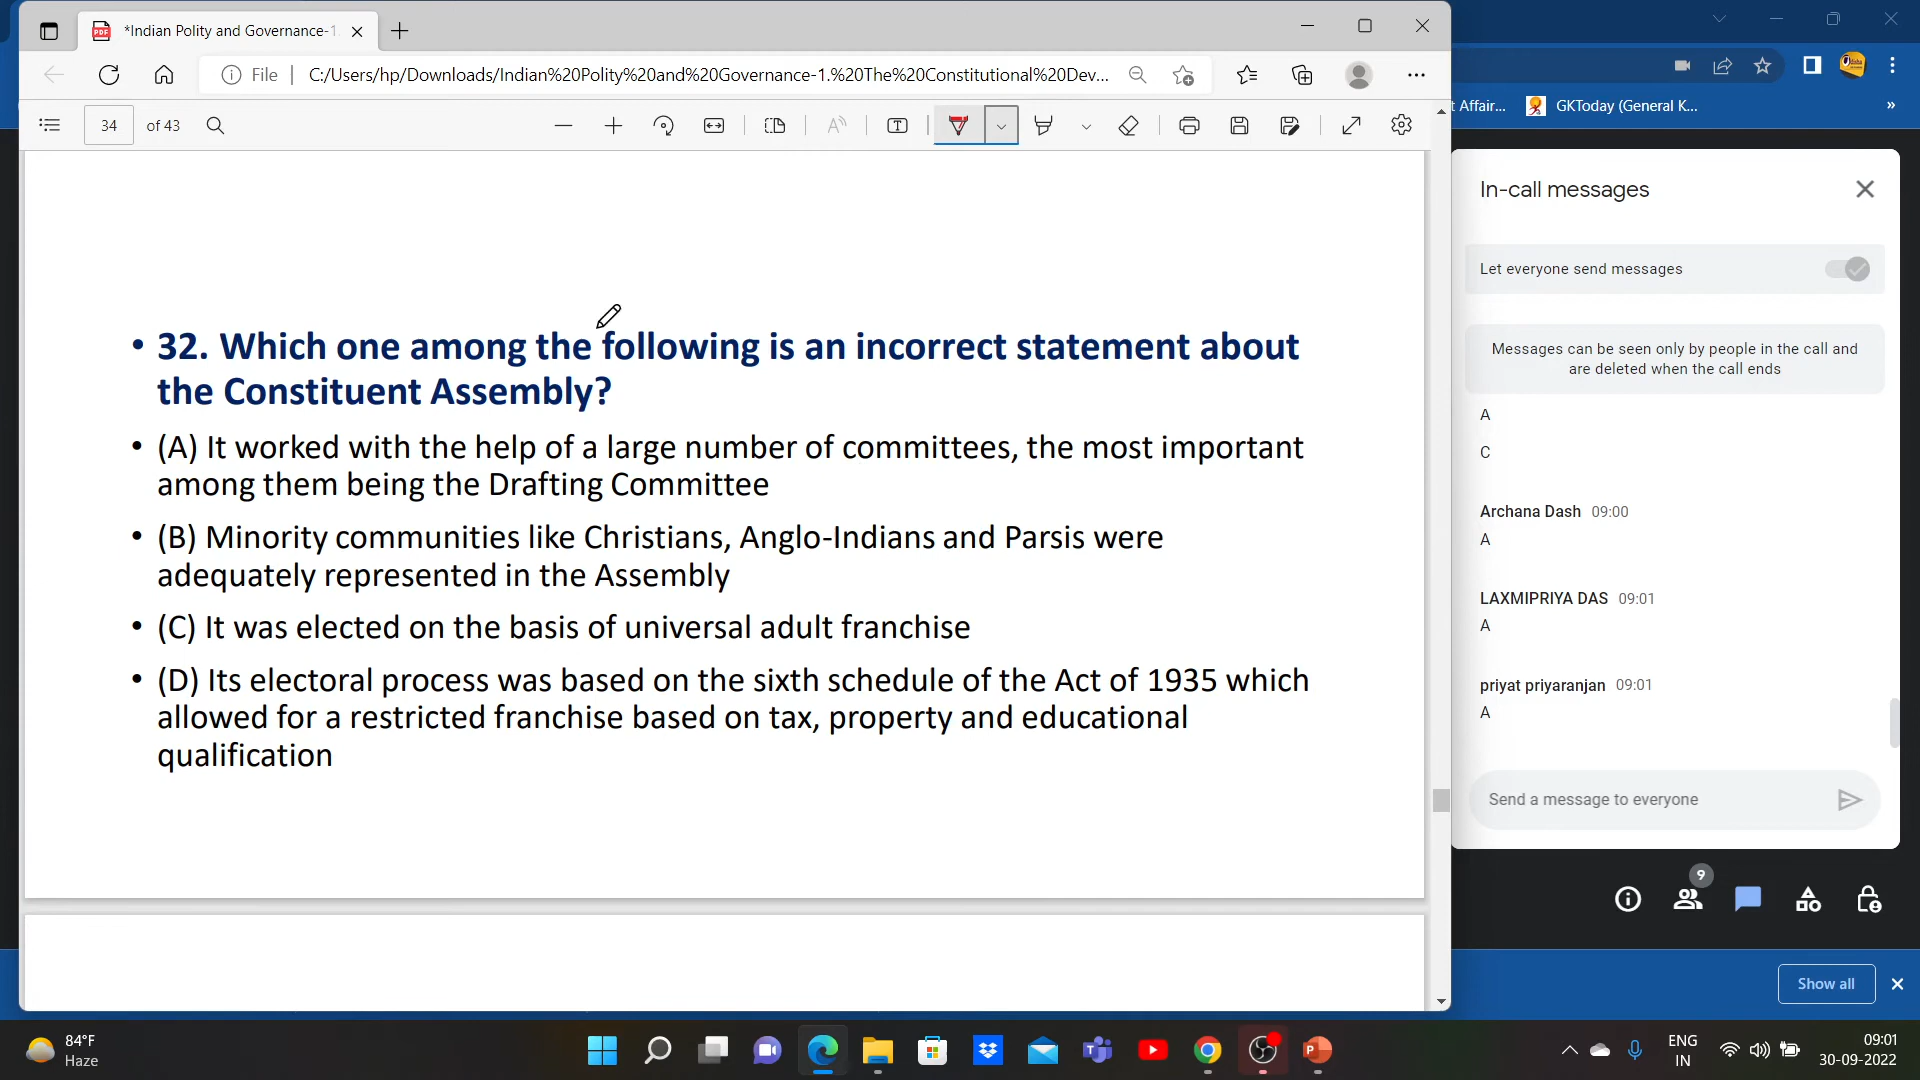 *Indian Polity and Governance-1
File
C:/Users/hp/Downloads/Indian%20Polity%20and%20Governance-1.%20The%20Constitutional%20Dev...
34 of 43
• 32. Which one among the following is an incorrect statement about
the Constituent Assembly?
• (A) It worked with the help of a large number of committees, the most important
among them being the Drafting Committee
• (B) Minority communities like Christians, Anglo-Indians and Parsis were
adequately represented in the Assembly
• (C) It was elected on the basis of universal adult franchise
• (D) Its electoral process was based on the sixth schedule of the Act of 1935 which
allowed for a restricted franchise based on tax, property and educational
qualification
t Affair...
GKToday (General K...
In-call messages
Let everyone send messages
Messages can be seen only by people in the call and
are deleted when the call ends
A
C
Archana Dash 09:00
A
LAXMIPRIYA DAS 09:01
A
priyat priyaranjan 09:01
A
Send a message to everyone
9
Show all
84°F
Haze
ENG
IN
09:01
30-09-2022